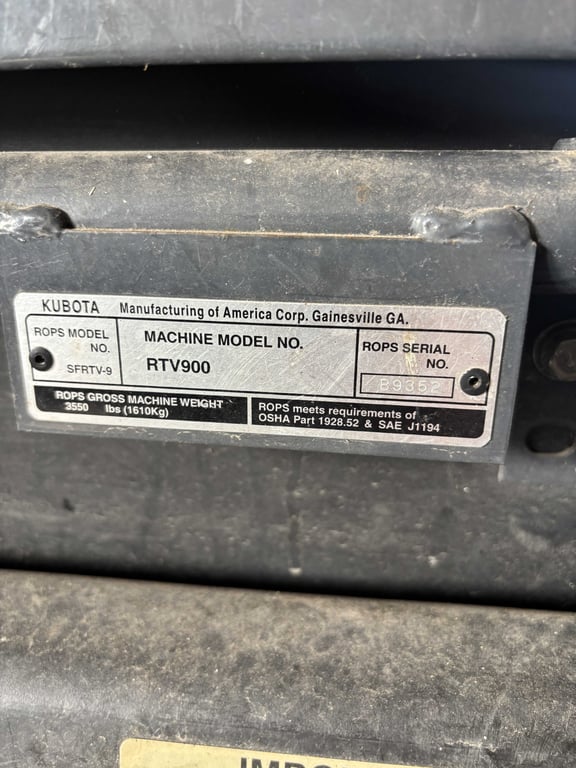 KUBOTA Manufacturing of America Corp. Gainesville GA.
ROPS MODEL NO.
SFRTV-9
MACHINE MODEL NO.
RTV900
ROPS SERIAL NO.
B9352
ROPS GROSS MACHINE WEIGHT
3550 lbs (1610Kg)
ROPS meets requirements of
OSHA Part 1928.52 & SAE J1194